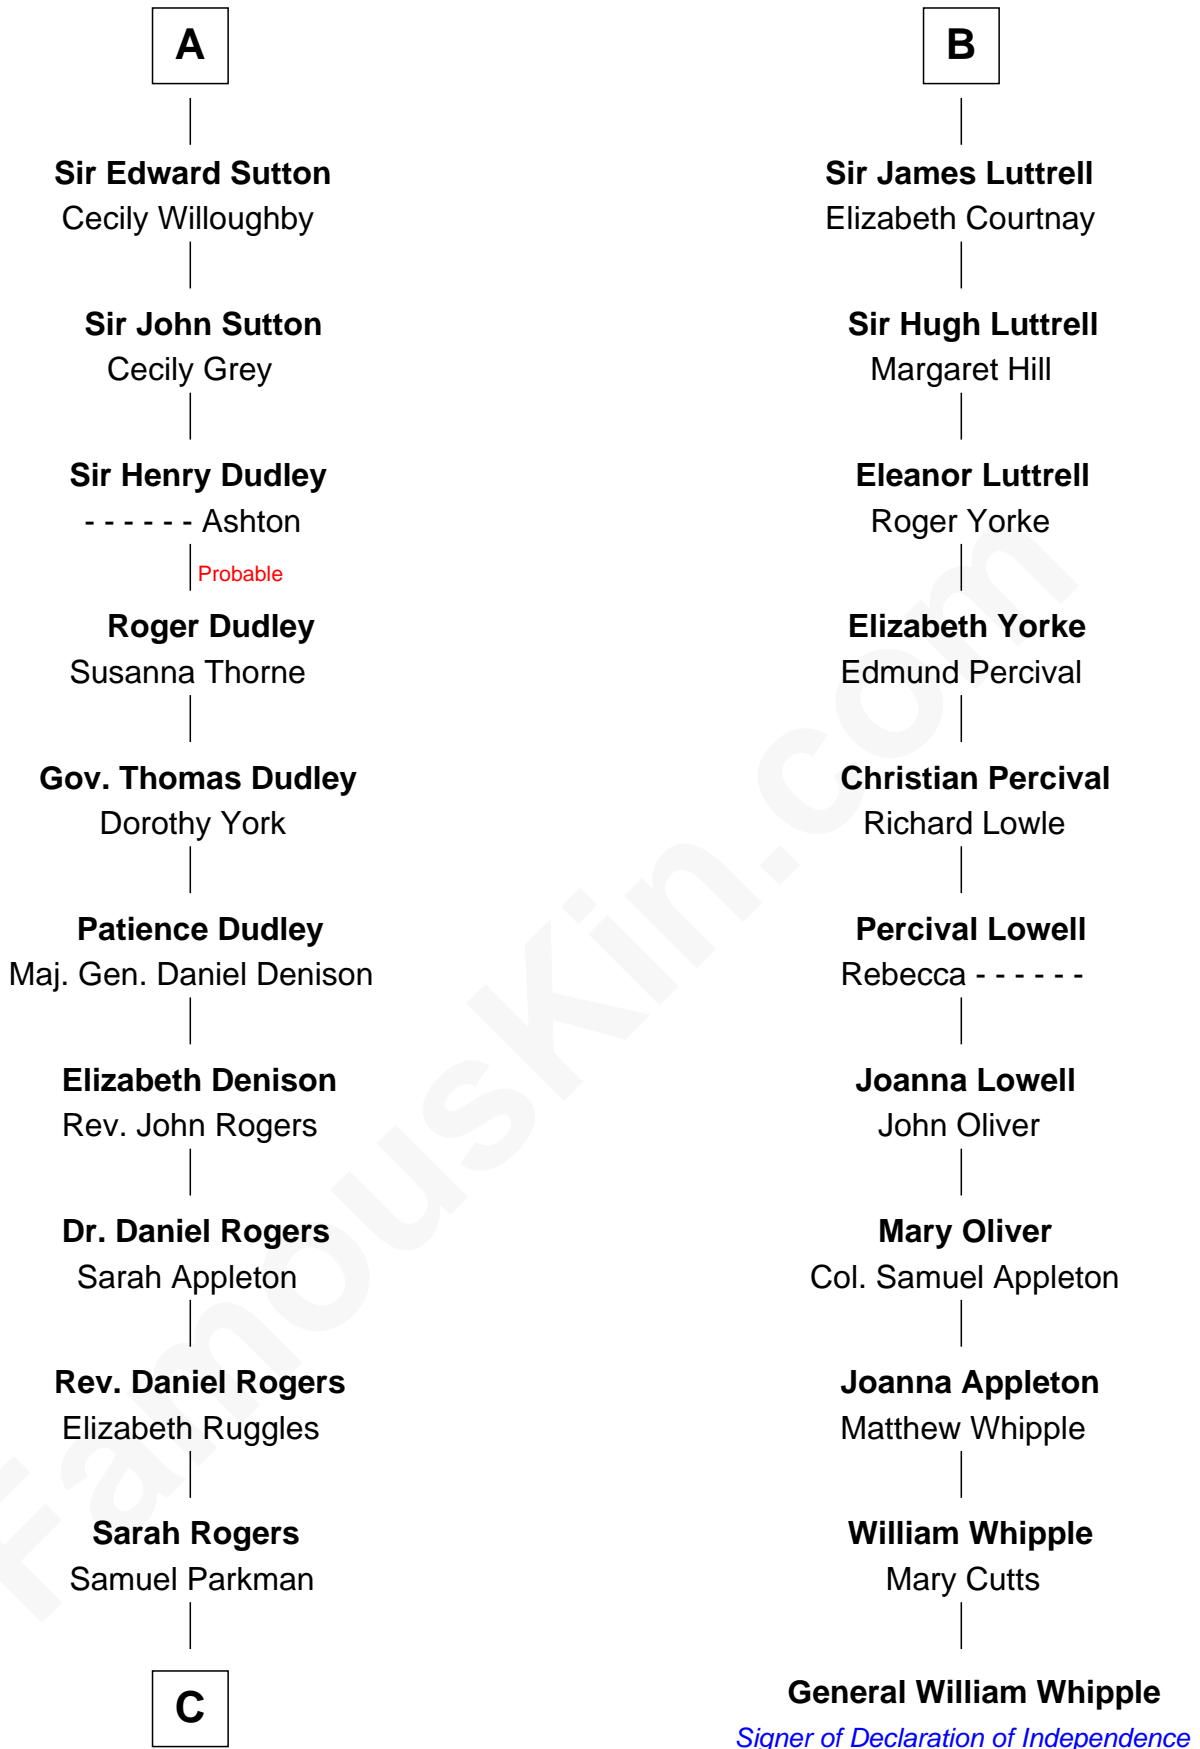 A
Sir Edward Sutton
Cecily Willoughby
Sir John Sutton
Cecily Grey
Sir Henry Dudley
- - - - - - Ashton
Probable
Roger Dudley
Susanna Thorne
Gov. Thomas Dudley
Dorothy York
Patience Dudley
Maj. Gen. Daniel Denison
Elizabeth Denison
Rev. John Rogers
Dr. Daniel Rogers
Sarah Appleton
Rev. Daniel Rogers
Elizabeth Ruggles
Sarah Rogers
Samuel Parkman
C
B
Sir James Luttrell
Elizabeth Courtnay
Sir Hugh Luttrell
Margaret Hill
Eleanor Luttrell
Roger Yorke
Elizabeth Yorke
Edmund Percival
Christian Percival
Richard Lowle
Percival Lowell
Rebecca - - - - - -
Joanna Lowell
John Oliver
Mary Oliver
Col. Samuel Appleton
Joanna Appleton
Matthew Whipple
William Whipple
Mary Cutts
General William Whipple
Signer of Declaration of Independence
FamousKin.com